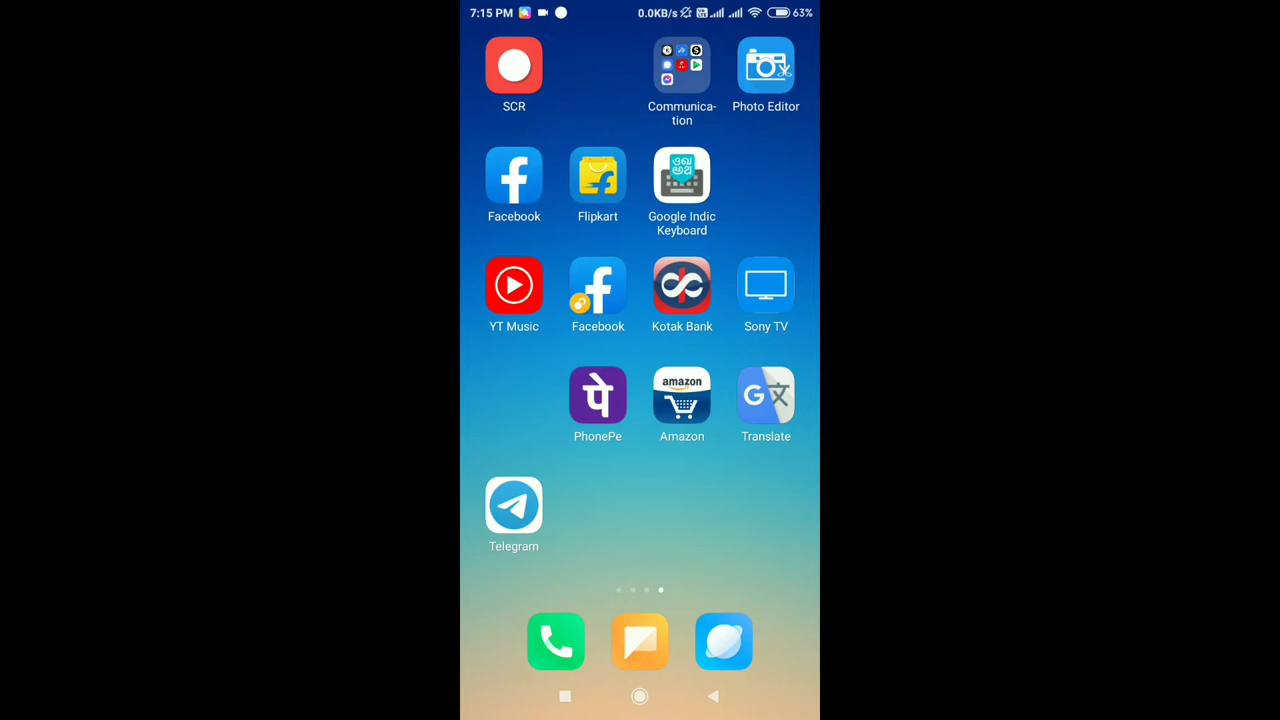 7:15 PM
0.0KB/s
63%
SCR
Communica-
tion
Photo Editor
Facebook
Flipkart
Google Indic
Keyboard
YT Music
Facebook
Kotak Bank
Sony TV
पे
amazon
PhonePe
Amazon
Translate
Telegram